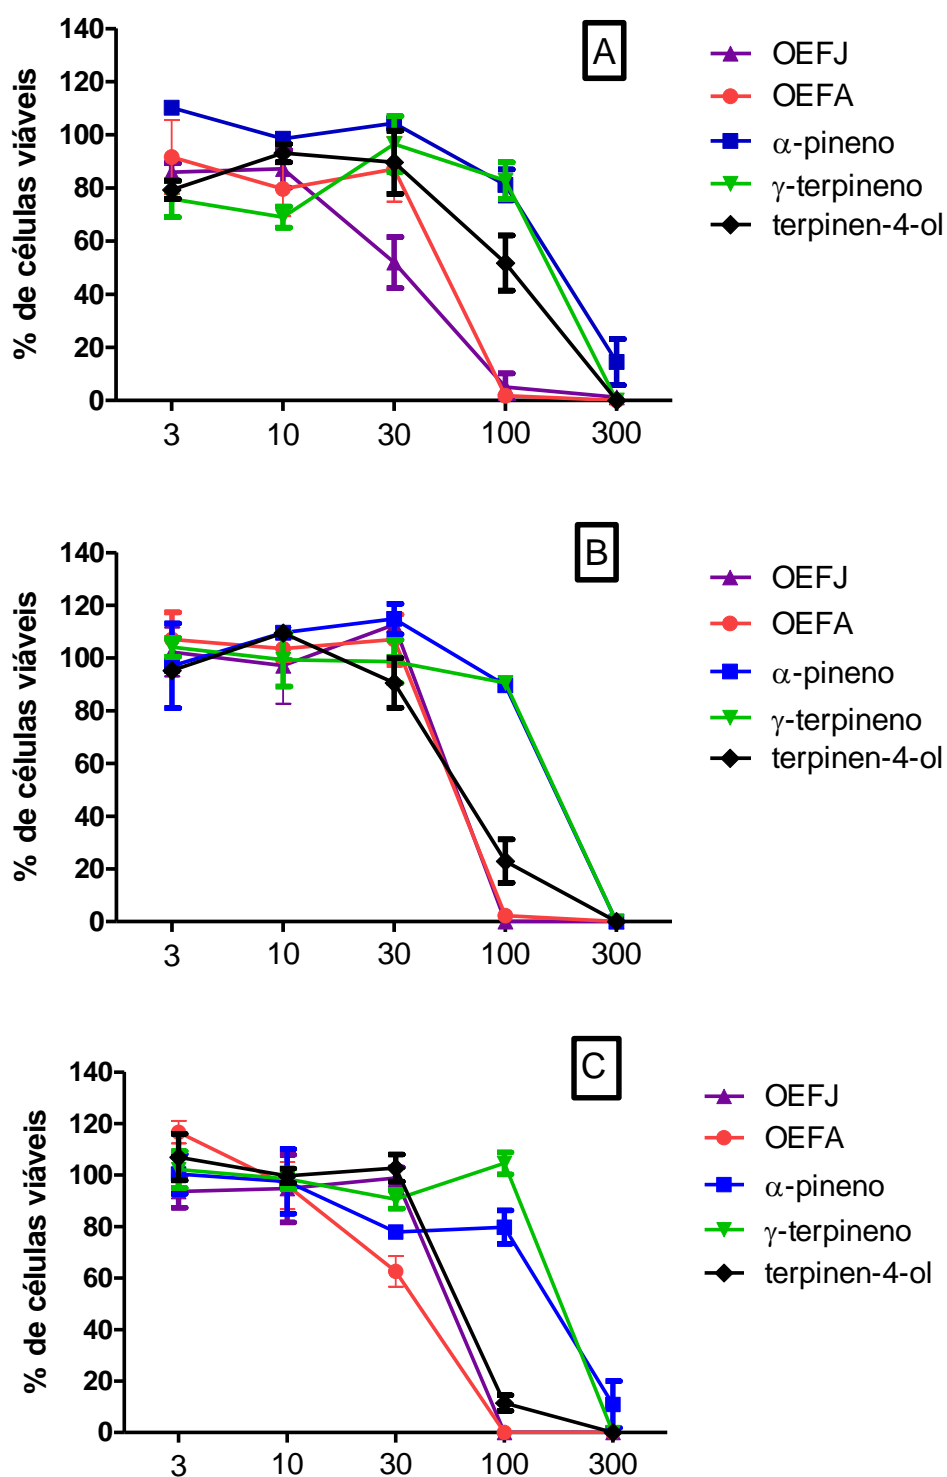 A
% de células viáveis
140
120
100
80
60
40
20
0
3 10 30 100 300
OEFJ
OEFA
α-pineno
γ-terpineno
terpinen-4-ol
B
% de células viáveis
140
120
100
80
60
40
20
0
3 10 30 100 300
OEFJ
OEFA
α-pineno
γ-terpineno
terpinen-4-ol
C
% de células viáveis
140
120
100
80
60
40
20
0
3 10 30 100 300
OEFJ
OEFA
α-pineno
γ-terpineno
terpinen-4-ol